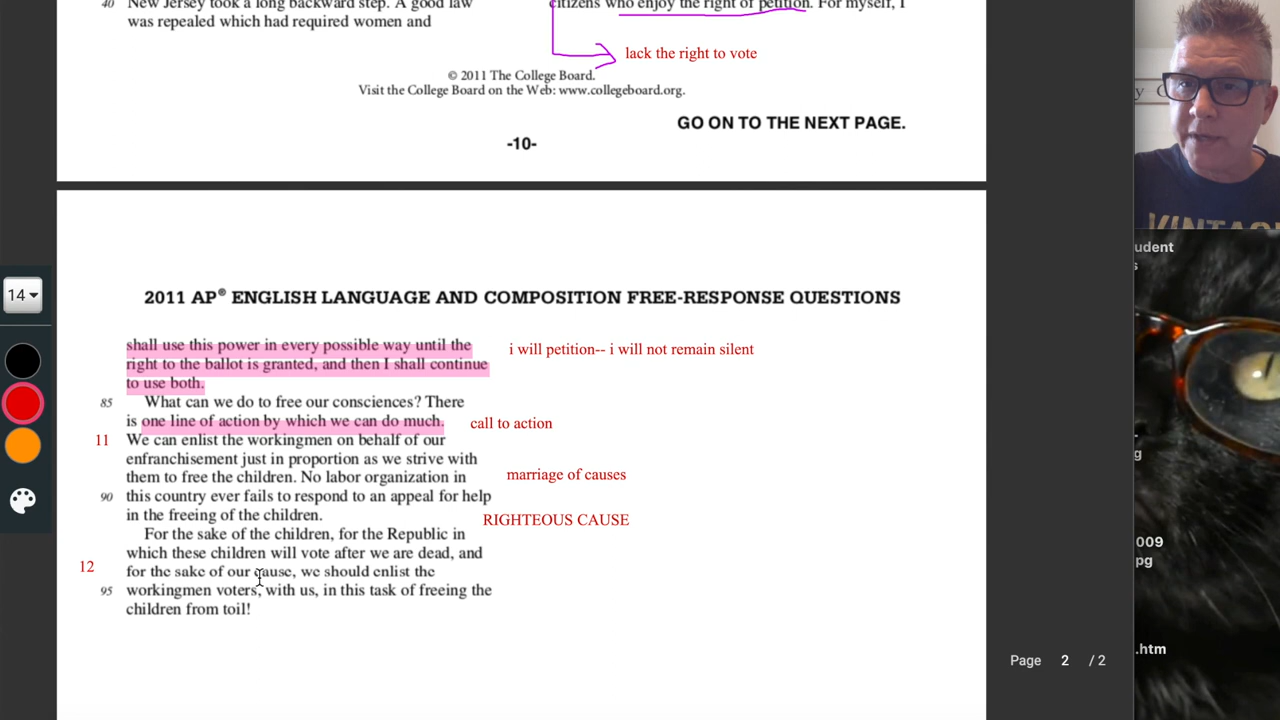 40 New Jersey took a long backward step. A good law
was repealed which had required women and
citizens who enjoy the right of petition. For myself, I
lack the right to vote
© 2011 The College Board.
Visit the College Board on the Web: www.collegeboard.org.
GO ON TO THE NEXT PAGE.
-10-
2011 AP® ENGLISH LANGUAGE AND COMPOSITION FREE-RESPONSE QUESTIONS
shall use this power in every possible way until the
right to the ballot is granted, and then I shall continue
to use both.
i will petition-- i will not remain silent
85 What can we do to free our consciences? There
is one line of action by which we can do much.
call to action
11 We can enlist the workingmen on behalf of our
enfranchisement just in proportion as we strive with
them to free the children. No labor organization in
marriage of causes
90 this country ever fails to respond to an appeal for help
in the freeing of the children.
RIGHTEOUS CAUSE
For the sake of the children, for the Republic in
which these children will vote after we are dead, and
12 for the sake of our cause, we should enlist the
95 workingmen voters, with us, in this task of freeing the
children from toil!
14
Page 2 / 2
VINTAG
udent
s
g
009
pg
.htm